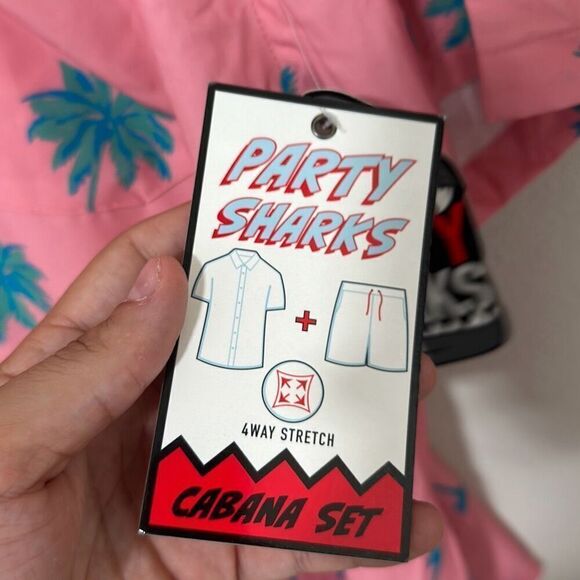 PARTY
SHARKS
+
4WAY STRETCH
CABANA SET